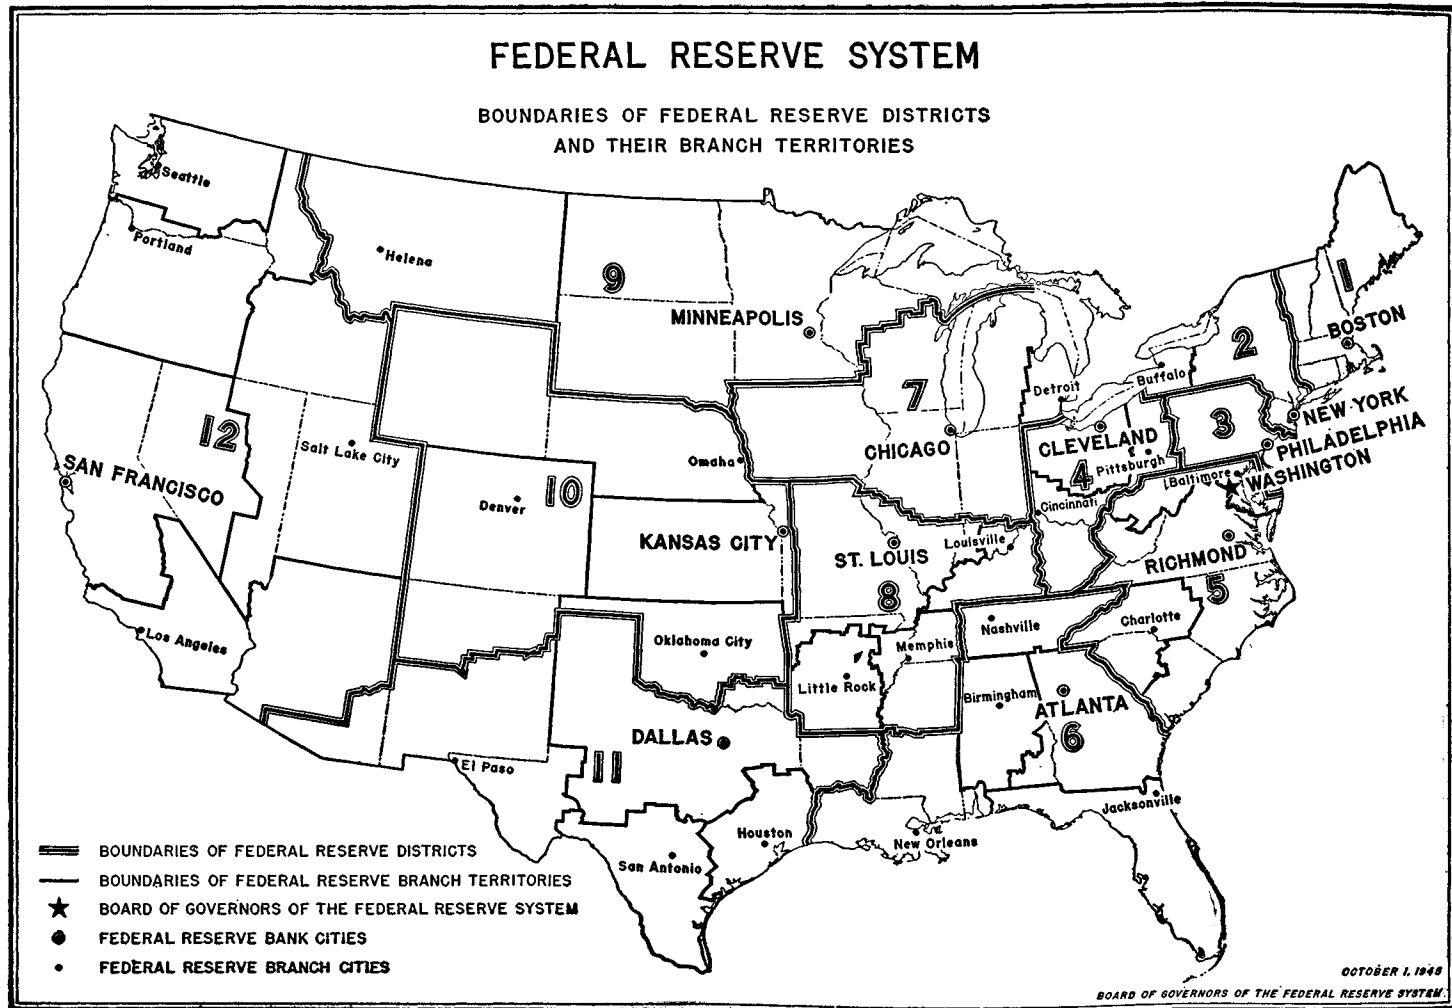 FEDERAL RESERVE SYSTEM
BOUNDARIES OF FEDERAL RESERVE DISTRICTS
AND THEIR BRANCH TERRITORIES
Seattle
Portland
Helena
9
MINNEAPOLIS
1
BOSTON
2
Buffalo
Detroit
7
CHICAGO
CLEVELAND
4
Pittsburgh
3
NEW YORK
PHILADELPHIA
WASHINGTON
Baltimore
12
SAN FRANCISCO
Salt Lake City
Omaha
Denver
10
Cincinnati
KANSAS CITY
ST. LOUIS
8
Louisville
RICHMOND
5
Los Angeles
Oklahoma City
Memphis
Nashville
Charlotte
Little Rock
Birmingham
ATLANTA
6
DALLAS
11
El Paso
Houston
San Antonio
New Orleans
Jacksonville
BOUNDARIES OF FEDERAL RESERVE DISTRICTS
BOUNDARIES OF FEDERAL RESERVE BRANCH TERRITORIES
BOARD OF GOVERNORS OF THE FEDERAL RESERVE SYSTEM
FEDERAL RESERVE BANK CITIES
FEDERAL RESERVE BRANCH CITIES
OCTOBER 1, 1945
BOARD OF GOVERNORS OF THE FEDERAL RESERVE SYSTEM